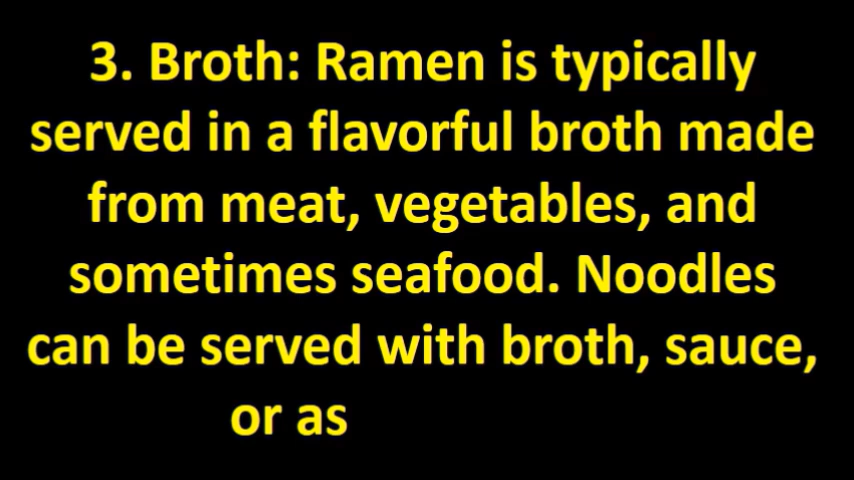 3. Broth: Ramen is typically
served in a flavorful broth made
from meat, vegetables, and
sometimes seafood. Noodles
can be served with broth, sauce,
or as